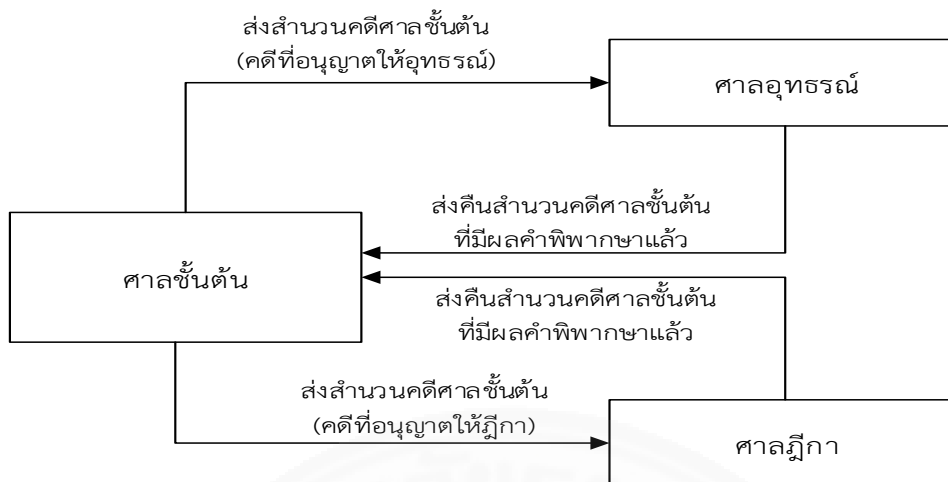 ส่งสำนวนคดีศาลชั้นต้น
(คดีที่อนุญาตให้อุทธรณ์)
ศาลอุทธรณ์
ส่งคืนสำนวนคดีศาลชั้นต้น
ที่มีผลคำพิพากษาแล้ว
ศาลชั้นต้น
ส่งคืนสำนวนคดีศาลชั้นต้น
ที่มีผลคำพิพากษาแล้ว
ส่งสำนวนคดีศาลชั้นต้น
(คดีที่อนุญาตให้ฎีกา)
ศาลฎีกา